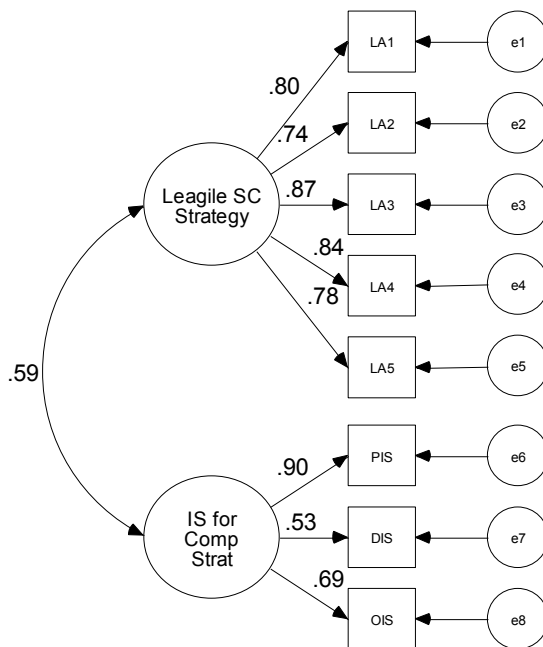 LA1
e1
.80
LA2
e2
.74
Leagile SC
Strategy
.87
LA3
e3
.84
LA4
e4
.78
LA5
e5
.59
PIS
e6
.90
IS for
Comp
Strat
.53
DIS
e7
.69
OIS
e8